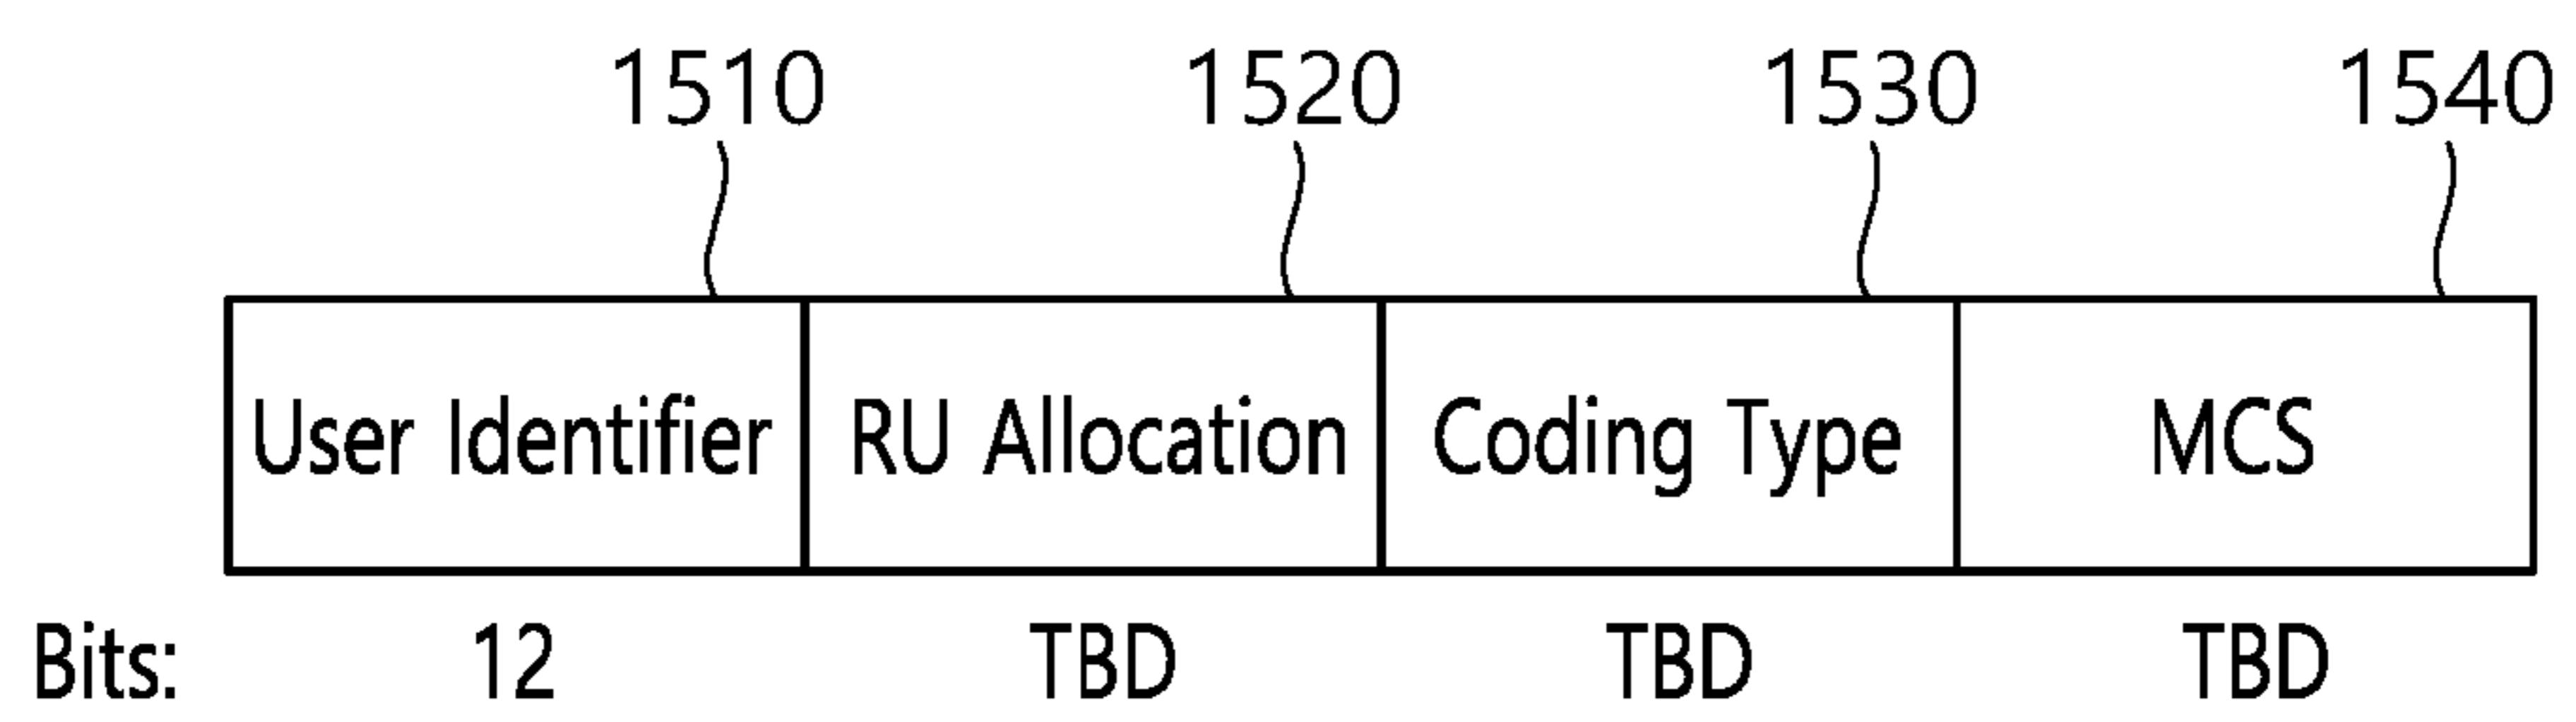 1510 1520 1530 1540
User Identifier RU Allocation Coding Type MCS
Bits: 12 TBD TBD TBD